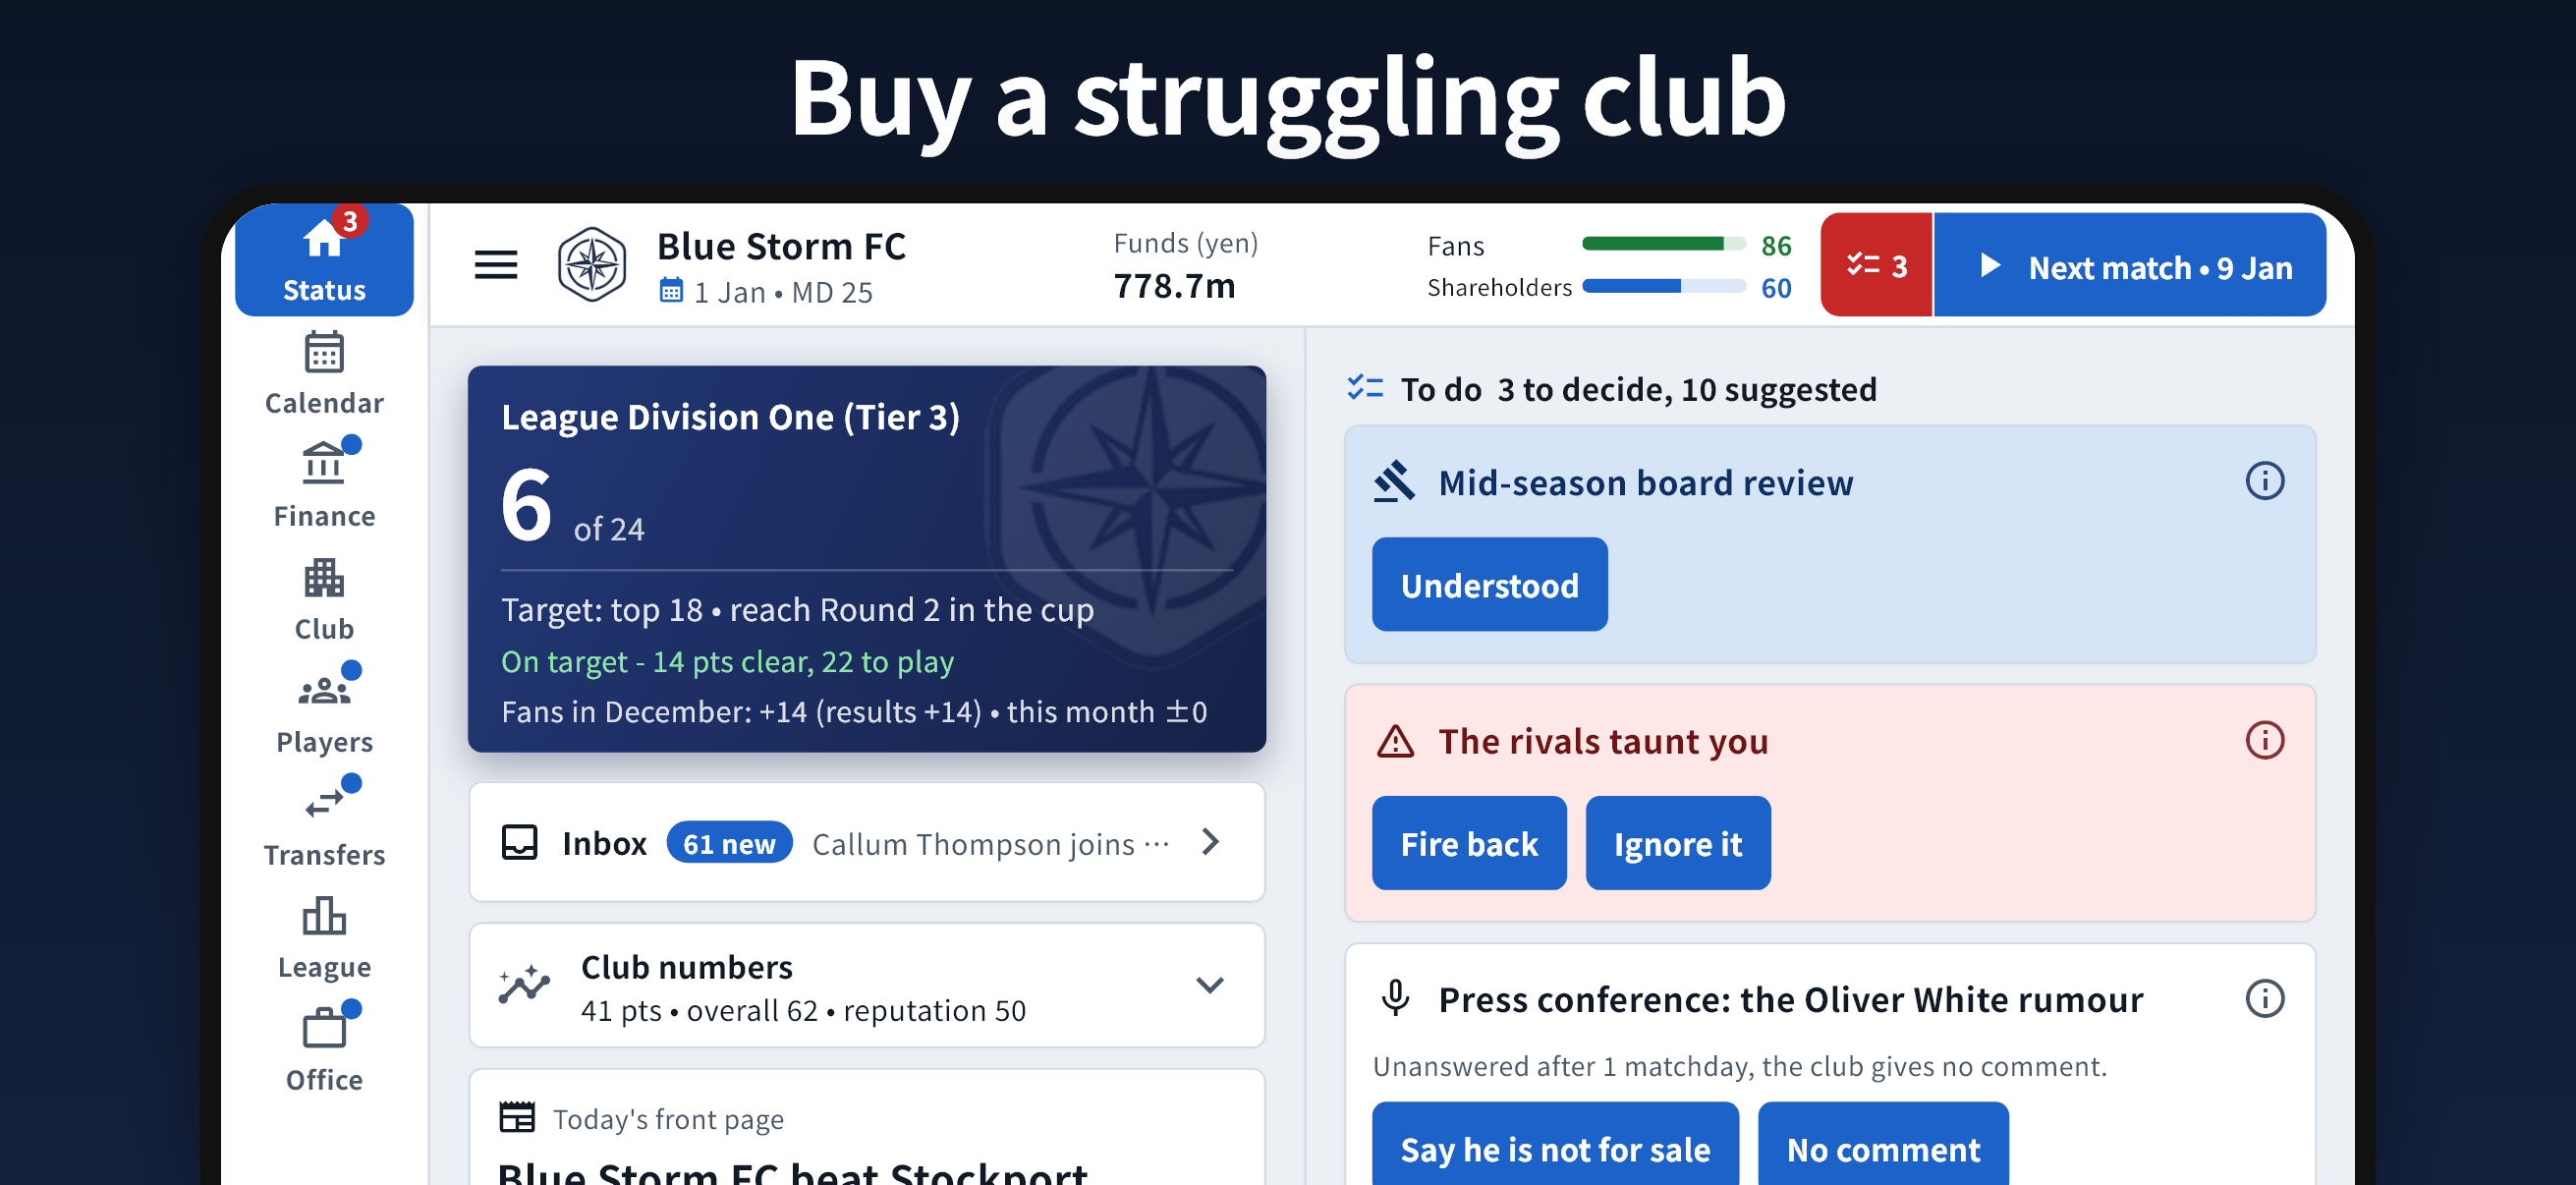 Buy a struggling club
3
Status
Calendar
Finance
Club
Players
Transfers
League
Office
Blue Storm FC
1 Jan • MD 25
Funds (yen)
778.7m
Fans 86
Shareholders 60
3
Next match • 9 Jan
League Division One (Tier 3)
6 of 24
Target: top 18 • reach Round 2 in the cup
On target - 14 pts clear, 22 to play
Fans in December: +14 (results +14) • this month ±0
Inbox 61 new Callum Thompson joins ···
Club numbers
41 pts • overall 62 • reputation 50
Today's front page
Blue Storm FC beat Stockport
To do 3 to decide, 10 suggested
Mid-season board review
Understood
The rivals taunt you
Fire back Ignore it
Press conference: the Oliver White rumour
Unanswered after 1 matchday, the club gives no comment.
Say he is not for sale No comment